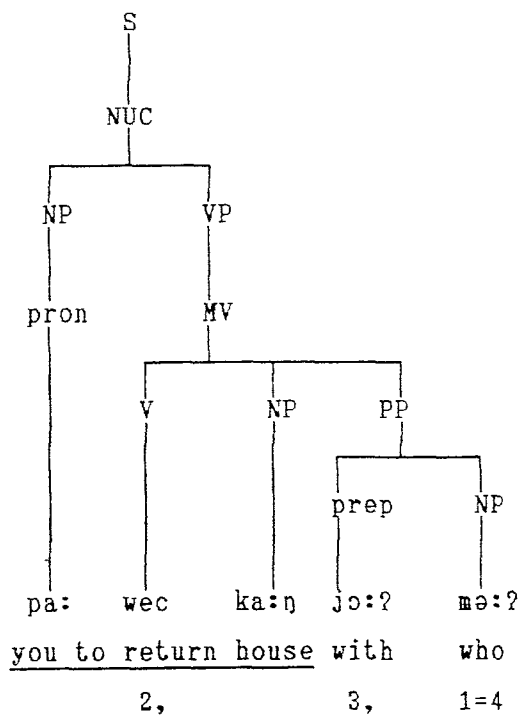 S
NUC
NP VP
pron MV
V NP PP
prep NP
pa: wec ka:ŋ jɔ:ʔ mə:ʔ
you to return house with who
2, 3, 1=4